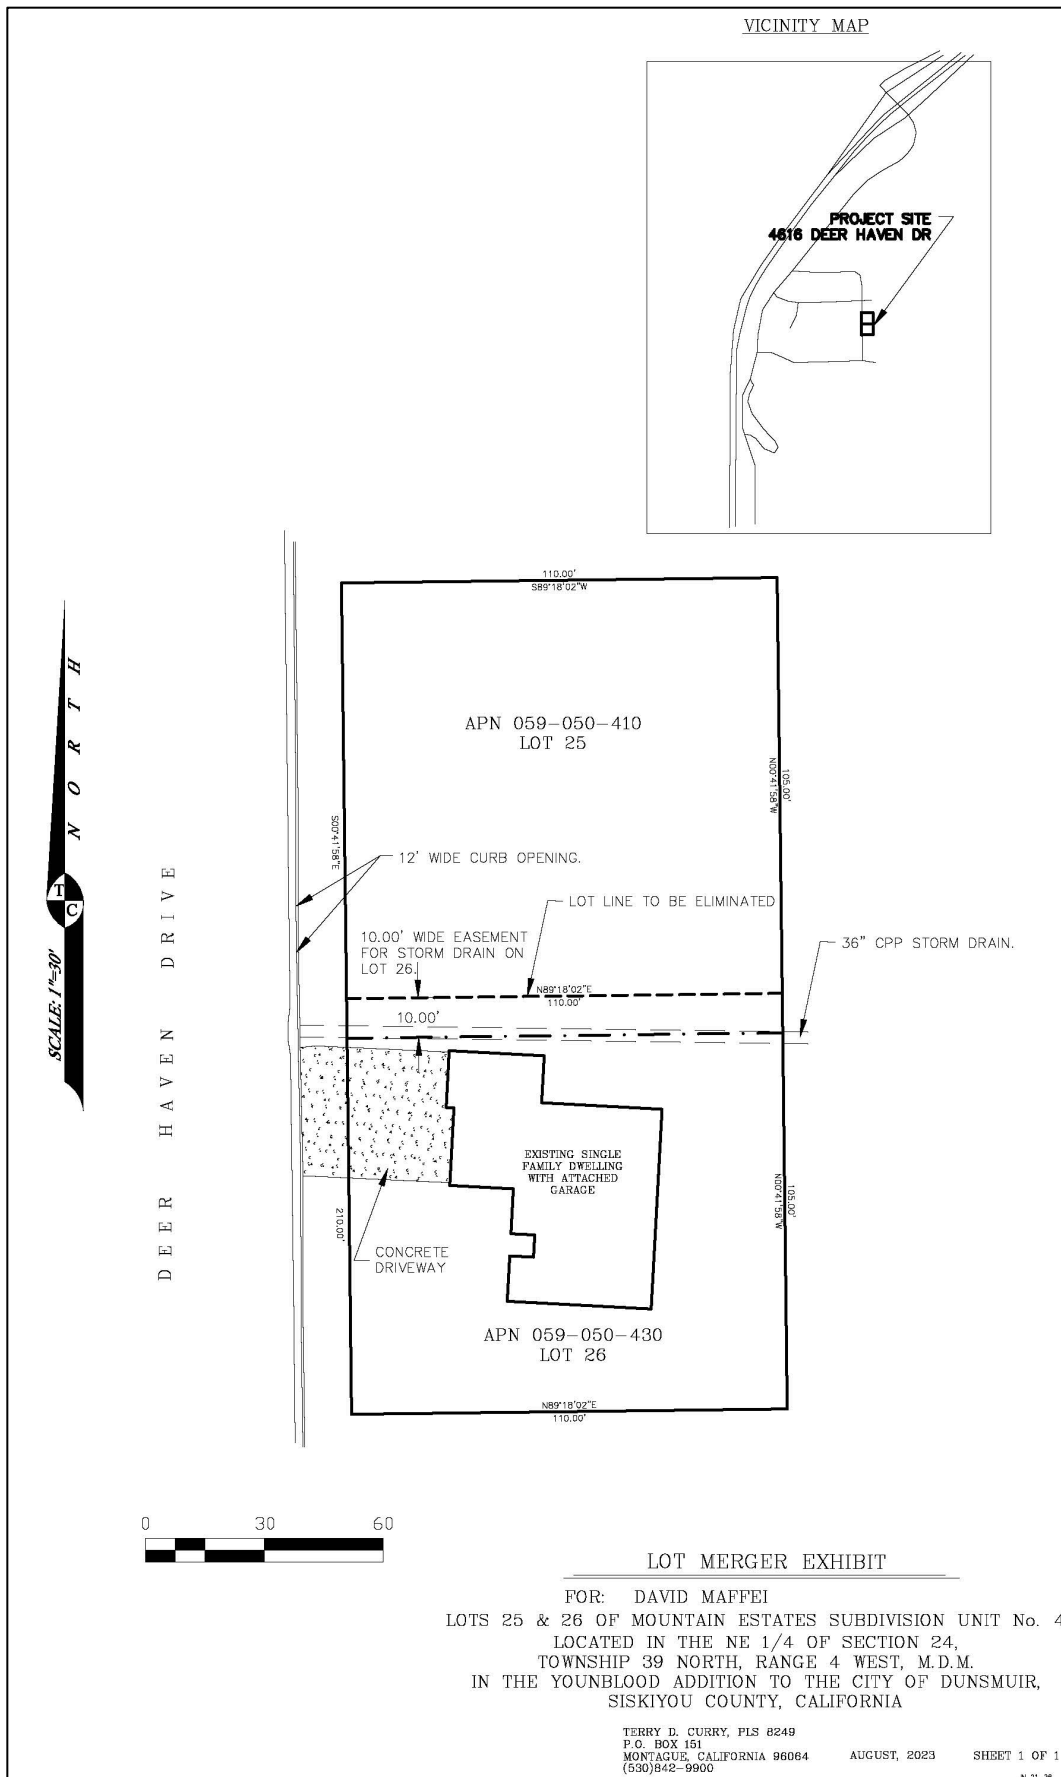 VICINITY MAP
PROJECT SITE
4616 DEER HAVEN DR
110.00'
S89°18'02"W
NORTH
T
C
SCALE: 1"=30'
APN 059-050-410
LOT 25
105.00'
N00°41'58"W
S00°41'58"E
12' WIDE CURB OPENING.
LOT LINE TO BE ELIMINATED
10.00' WIDE EASEMENT
FOR STORM DRAIN ON
LOT 26.
36" CPP STORM DRAIN.
N89°18'02"E
110.00'
10.00'
DEER HAVEN DRIVE
EXISTING SINGLE
FAMILY DWELLING
WITH ATTACHED
GARAGE
105.00'
N00°41'58"W
210.00'
CONCRETE
DRIVEWAY
APN 059-050-430
LOT 26
N89°18'02"E
110.00'
0 30 60
LOT MERGER EXHIBIT
FOR: DAVID MAFFEI
LOTS 25 & 26 OF MOUNTAIN ESTATES SUBDIVISION UNIT No. 4
LOCATED IN THE NE 1/4 OF SECTION 24,
TOWNSHIP 39 NORTH, RANGE 4 WEST, M.D.M.
IN THE YOUNBLOOD ADDITION TO THE CITY OF DUNSMUIR,
SISKIYOU COUNTY, CALIFORNIA
TERRY D. CURRY, PLS 8249
P.O. BOX 151
MONTAGUE, CALIFORNIA 96064
(530)842-9900
AUGUST, 2023
SHEET 1 OF 1